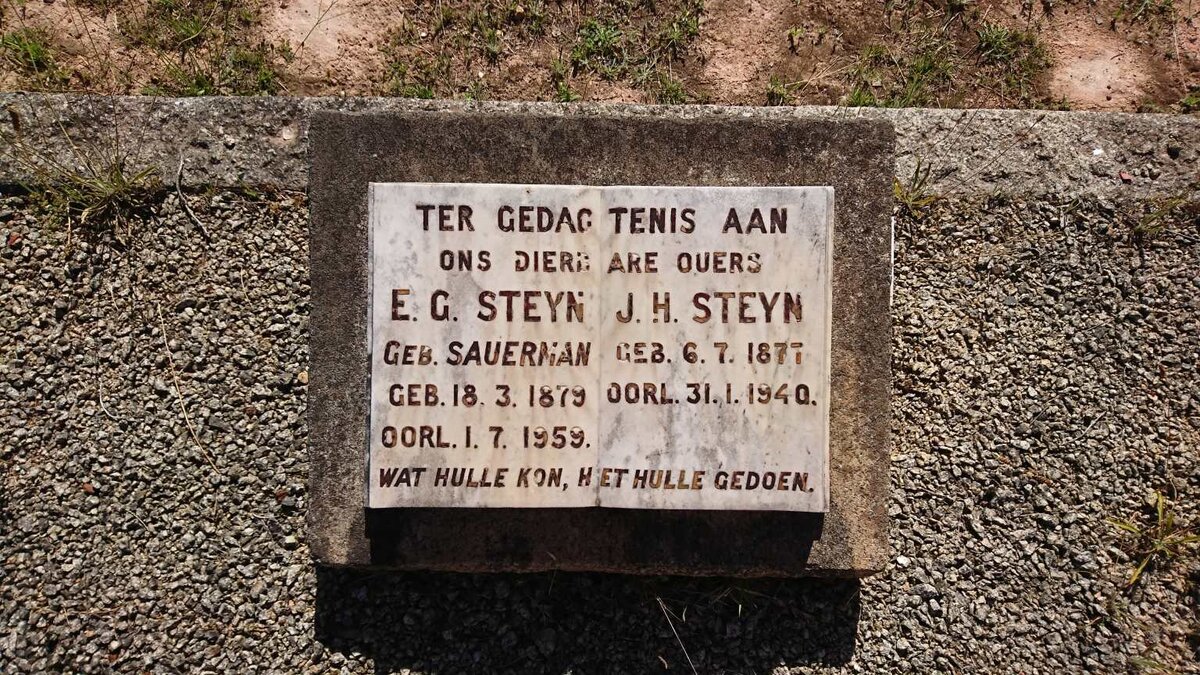 TER GEDAGTENIS AAN
ONS DIERBARE OUERS
E. G. STEYN
GEB. SAUERMAN
GEB. 18. 3. 1879
OORL. 1. 7. 1959.
J. H. STEYN
GEB. 6. 7. 1877
OORL. 31. 1. 1940.
WAT HULLE KON, HET HULLE GEDOEN.